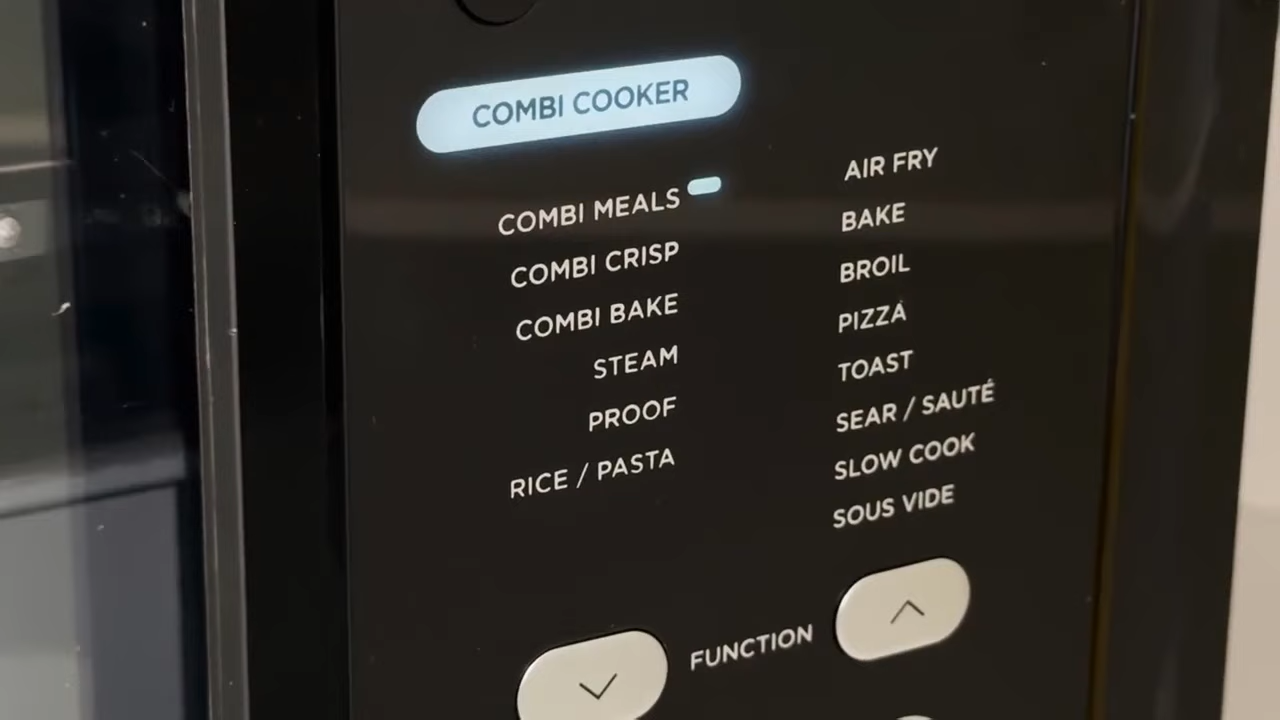 COMBI COOKER
COMBI MEALS
COMBI CRISP
COMBI BAKE
STEAM
PROOF
RICE / PASTA
AIR FRY
BAKE
BROIL
PIZZA
TOAST
SEAR / SAUTÉ
SLOW COOK
SOUS VIDE
FUNCTION